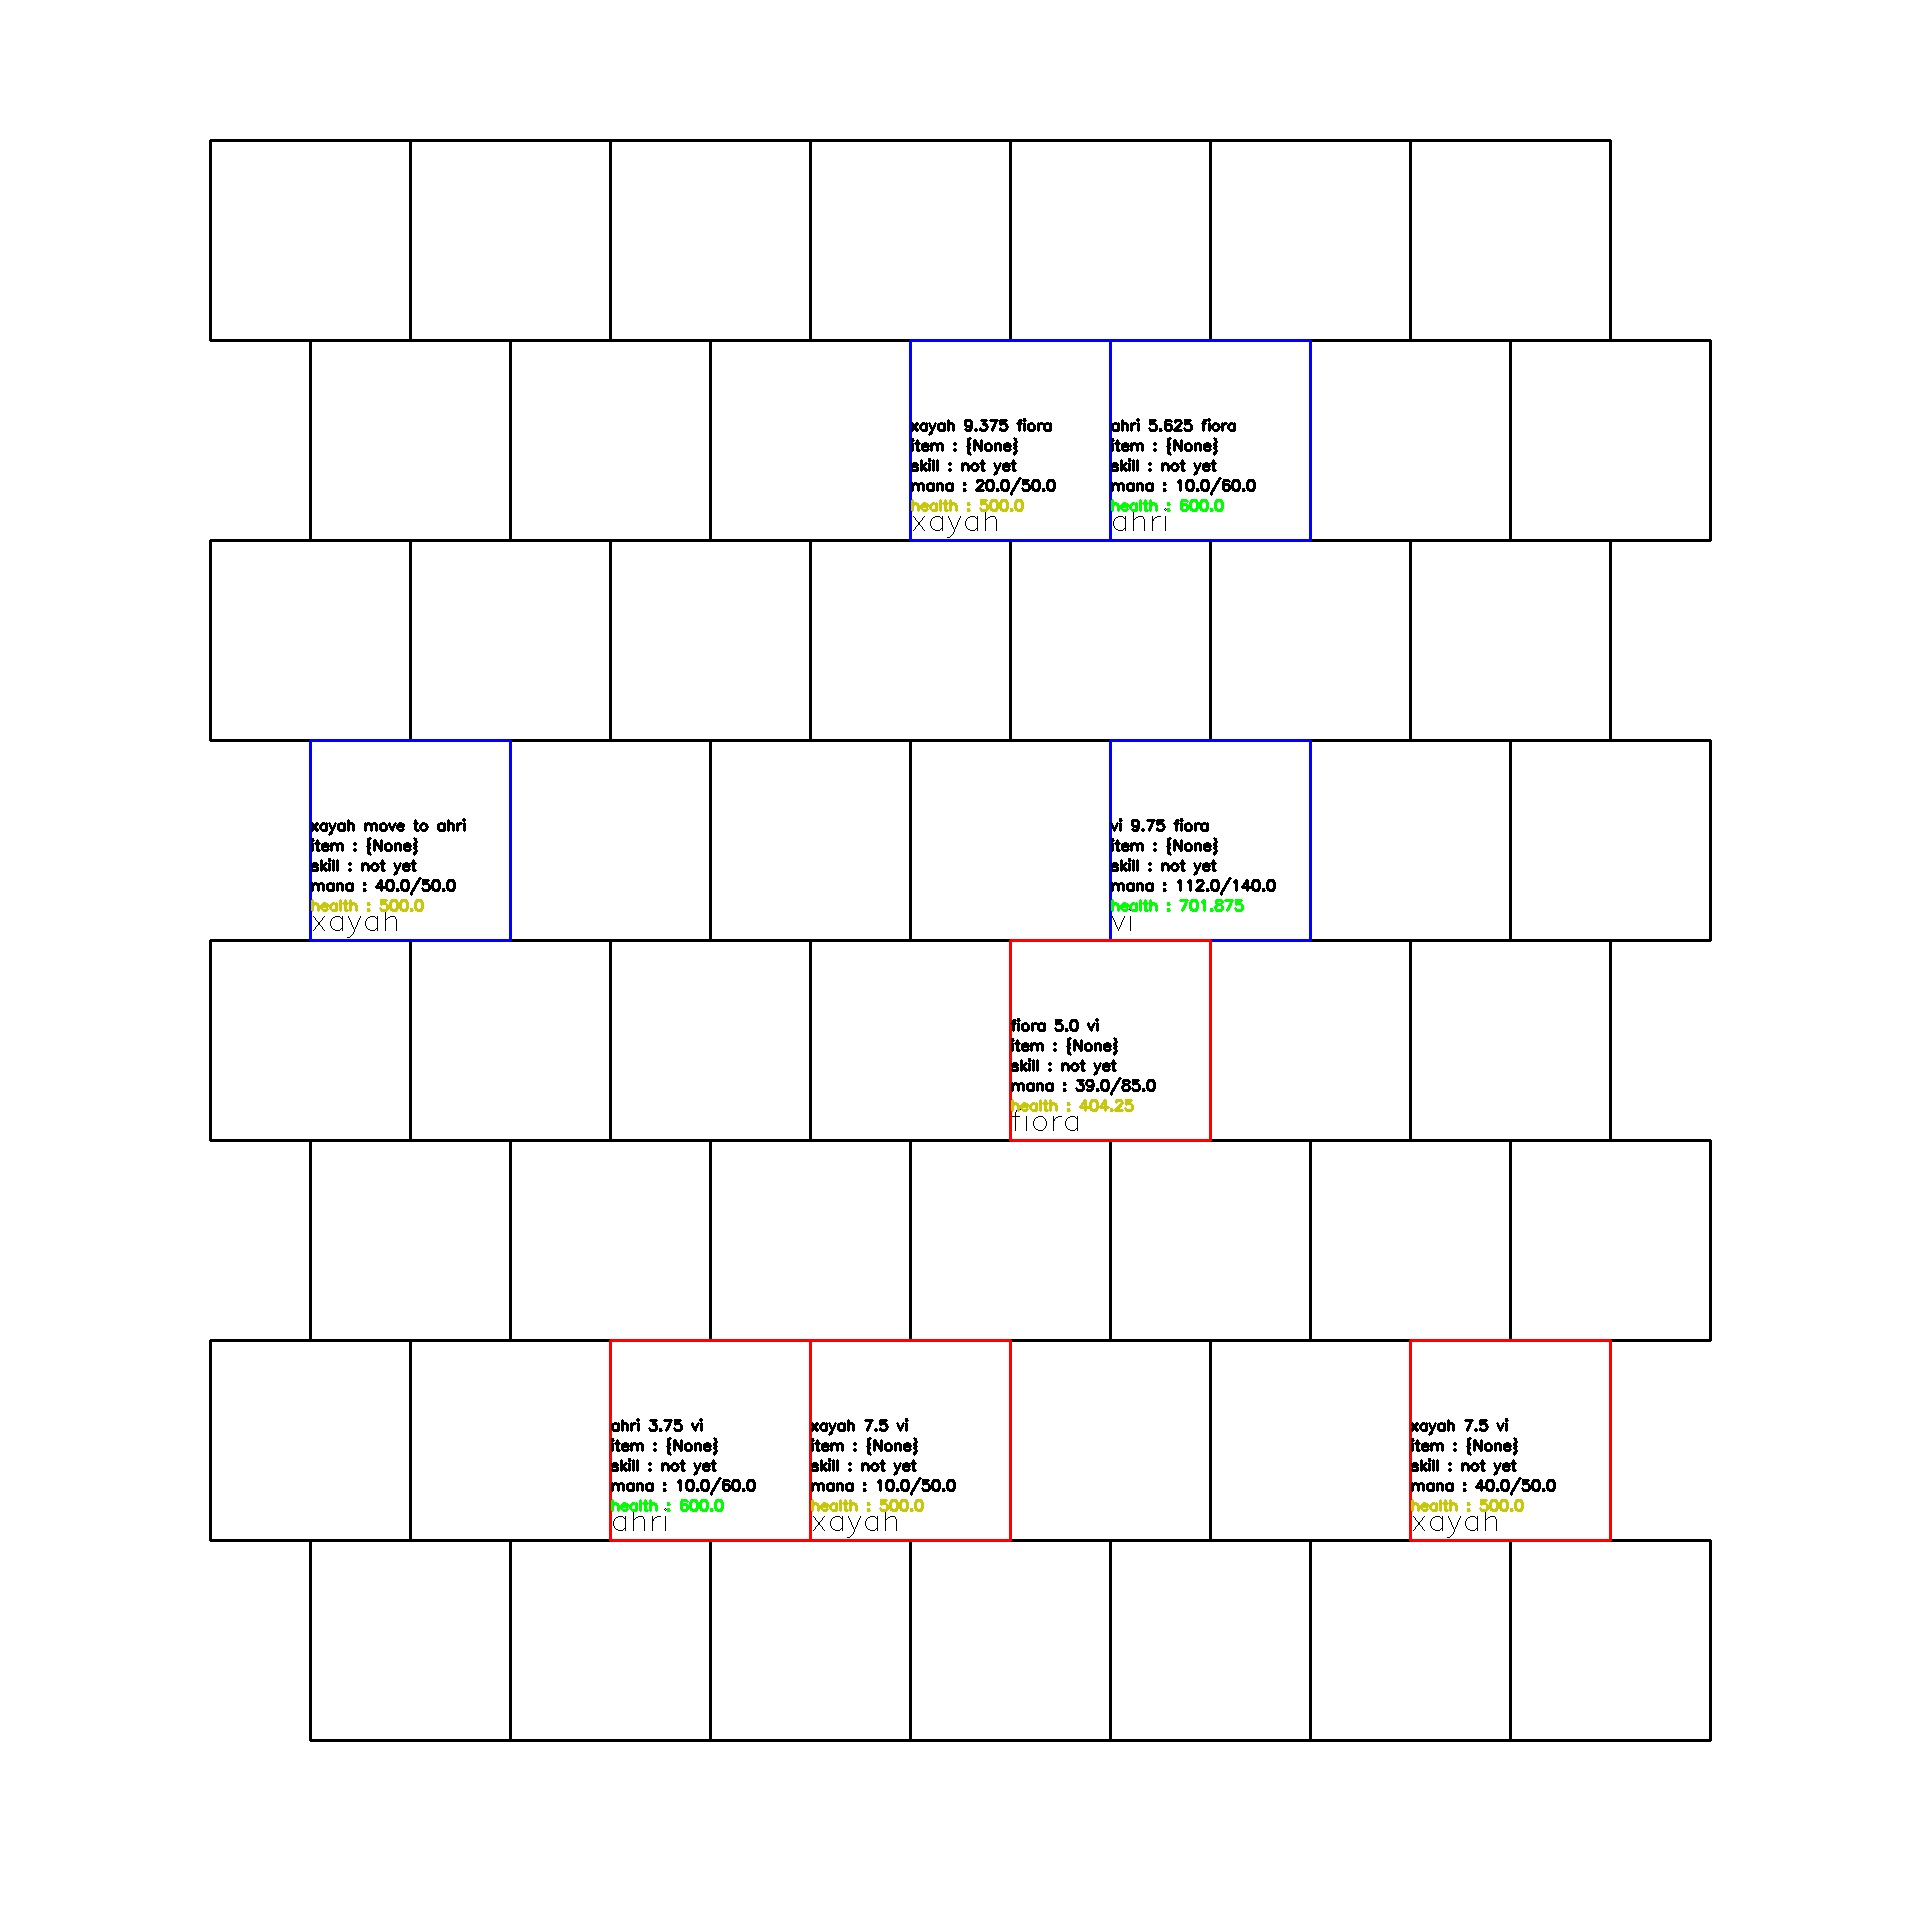 xayah 9.375 fiora
item : {None}
skill : not yet
mana : 20.0/50.0
health : 500.0
xayah
ahri 5.625 fiora
item : {None}
skill : not yet
mana : 10.0/60.0
health : 600.0
ahri
xayah move to ahri
item : {None}
skill : not yet
mana : 40.0/50.0
health : 500.0
xayah
vi 9.75 fiora
item : {None}
skill : not yet
mana : 112.0/140.0
health : 701.875
vi
fiora 5.0 vi
item : {None}
skill : not yet
mana : 39.0/85.0
health : 404.25
fiora
ahri 3.75 vi
item : {None}
skill : not yet
mana : 10.0/60.0
health : 600.0
ahri
xayah 7.5 vi
item : {None}
skill : not yet
mana : 10.0/50.0
health : 500.0
xayah
xayah 7.5 vi
item : {None}
skill : not yet
mana : 40.0/50.0
health : 500.0
xayah